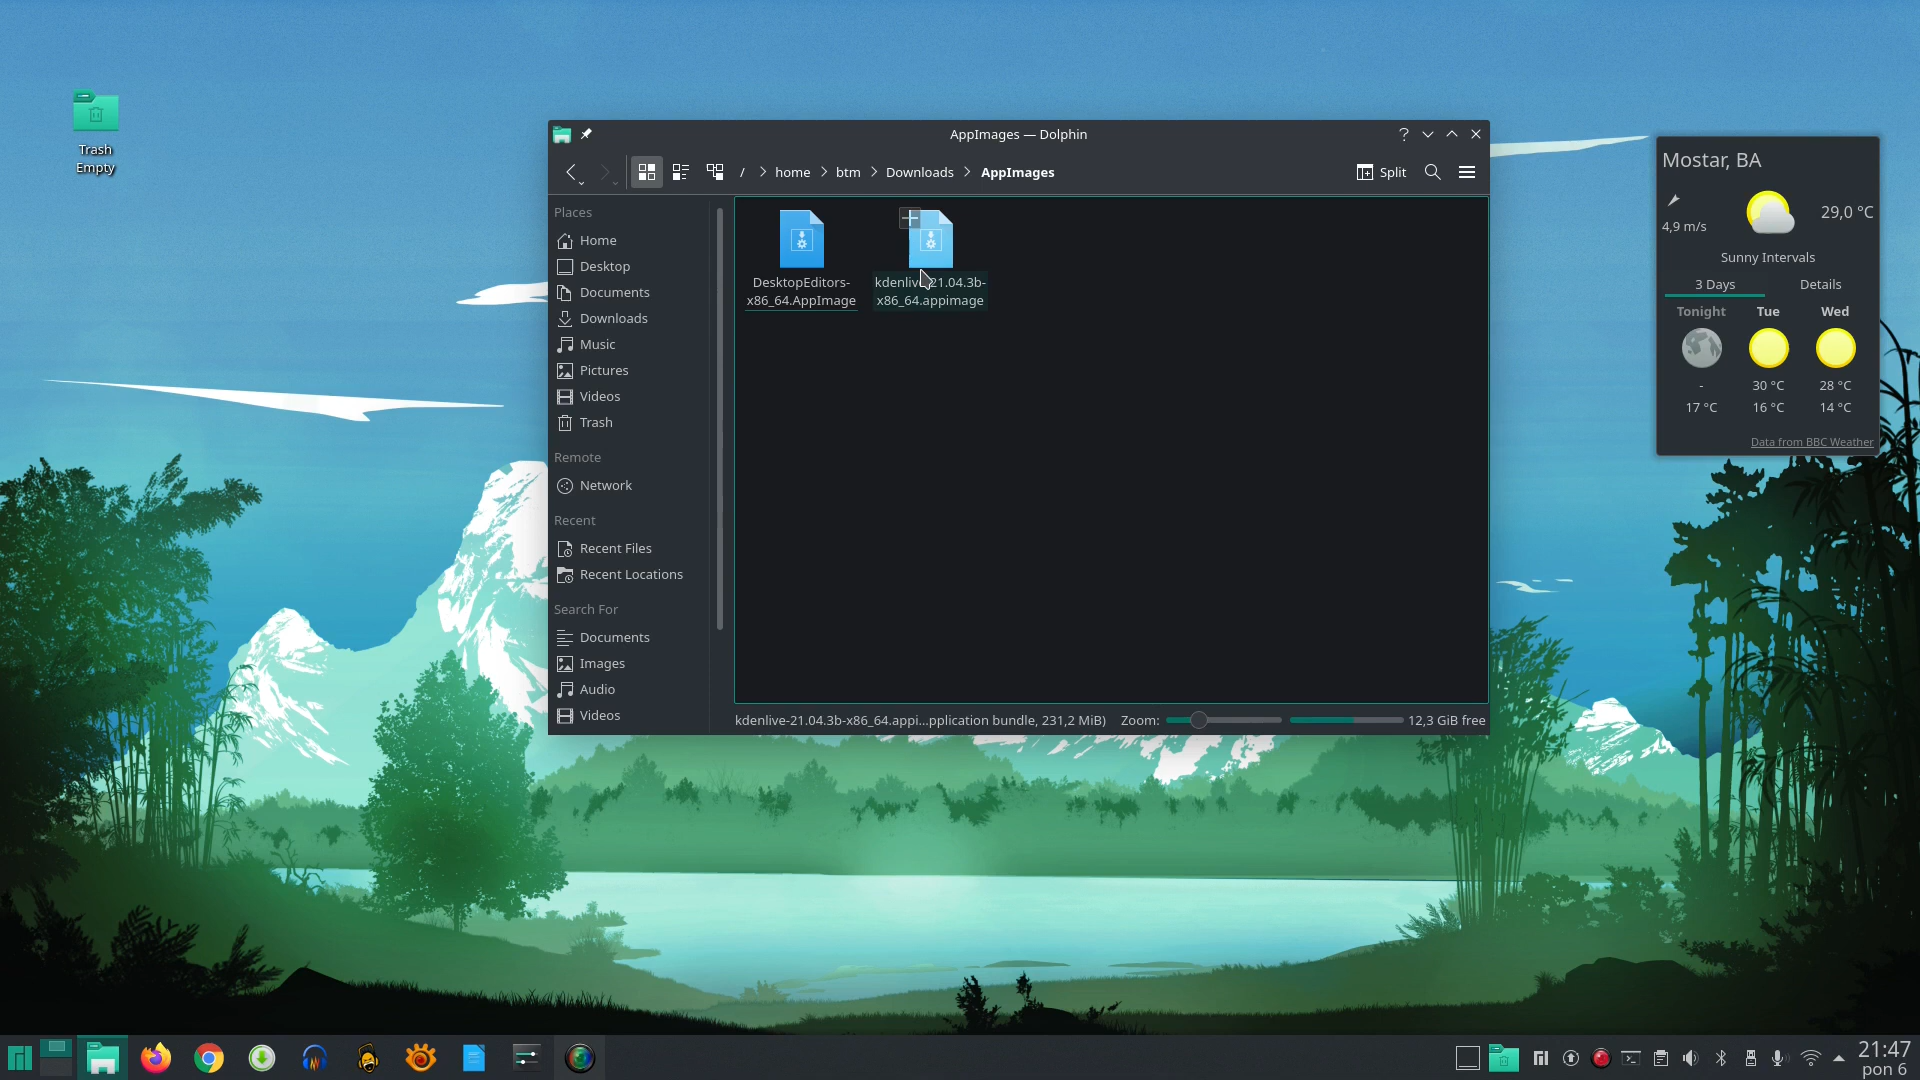 Trash
Empty
AppImages — Dolphin
/ home btm Downloads AppImages
Split
Places
Home
Desktop
Documents
Downloads
Music
Pictures
Videos
Trash
Remote
Network
Recent
Recent Files
Recent Locations
Search For
Documents
Images
Audio
Videos
DesktopEditors-
x86_64.AppImage
kdenlive-21.04.3b-
x86_64.appimage
kdenlive-21.04.3b-x86_64.appi...pplication bundle, 231,2 MiB)
Zoom:
12,3 GiB free
Mostar, BA
4,9 m/s
29,0 °C
Sunny Intervals
3 Days Details
Tonight Tue Wed
- 30 °C 28 °C
17 °C 16 °C 14 °C
Data from BBC Weather
21:47
pon 6